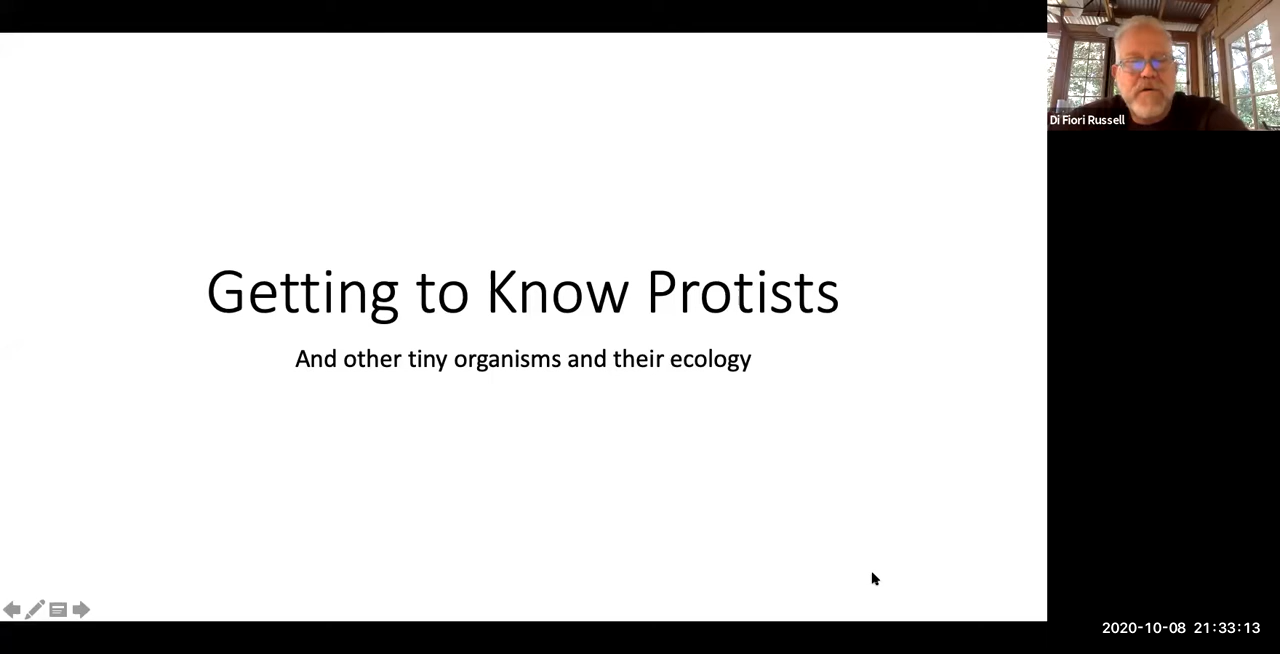 Getting to Know Protists
And other tiny organisms and their ecology
Di Fiori Russell
2020-10-08 21:33:13